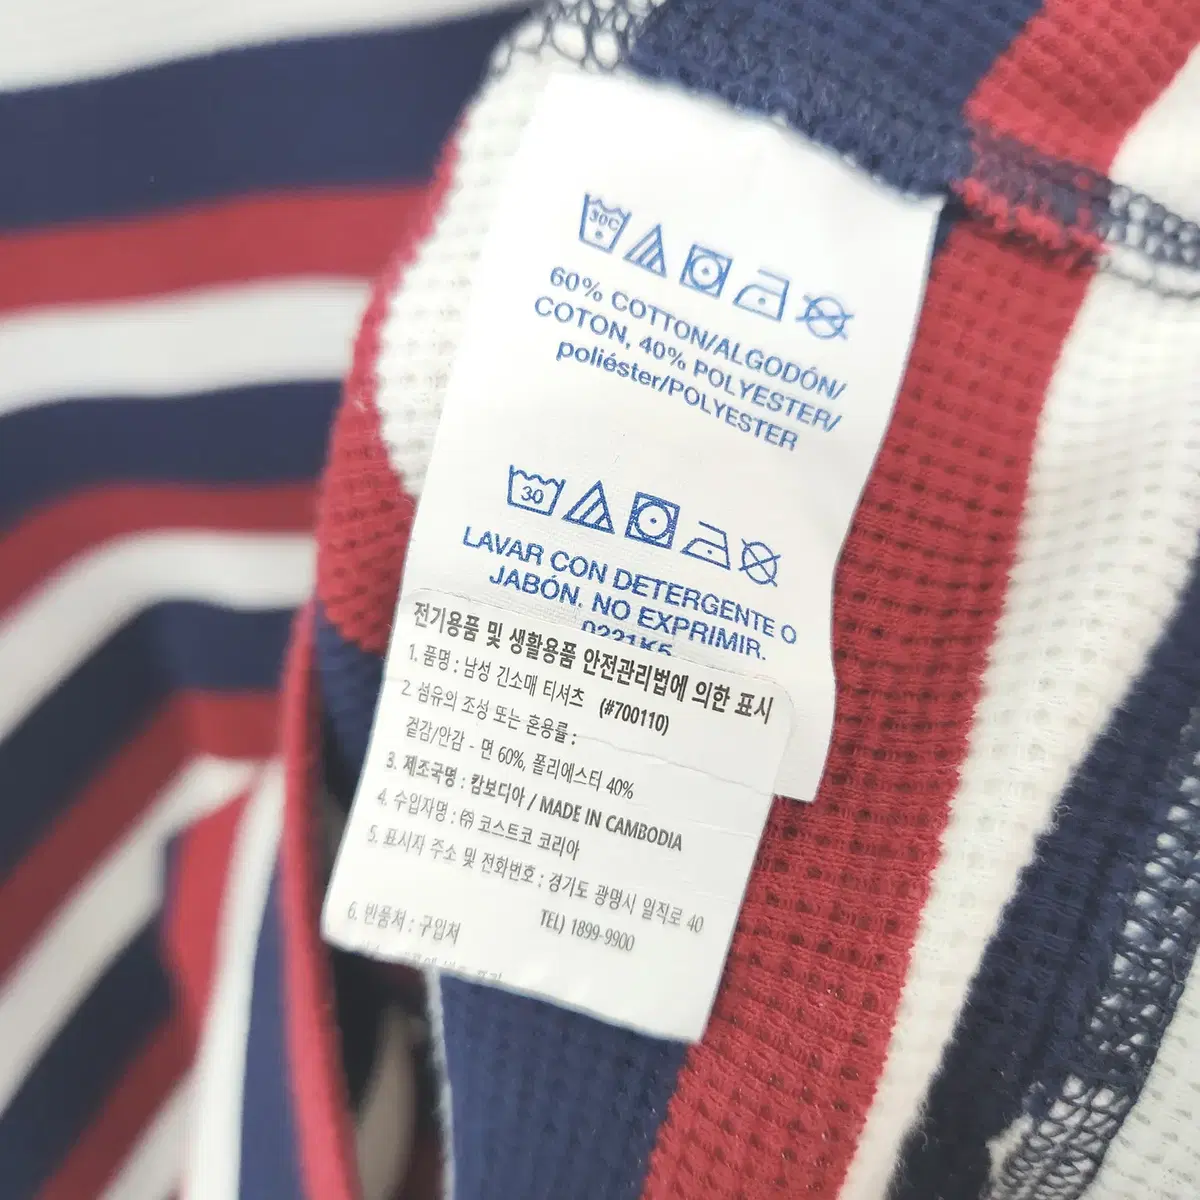 30C
60% COTTON/ALGODÓN/
COTON, 40% POLYESTER/
poliéster/POLYESTER
30
LAVAR CON DETERGENTE O
JABÓN. NO EXPRIMIR.
0221K5
전기용품 및 생활용품 안전관리법에 의한 표시
1. 품명 : 남성 긴소매 티셔츠 (#700110)
2. 섬유의 조성 또는 혼용률 :
겉감/안감 - 면 60%, 폴리에스터 40%
3. 제조국명 : 캄보디아 / MADE IN CAMBODIA
4. 수입자명 : ㈜ 코스트코 코리아
5. 표시자 주소 및 전화번호 : 경기도 광명시 일직로 40
TEL) 1899-9900
6. 반품처 : 구입처